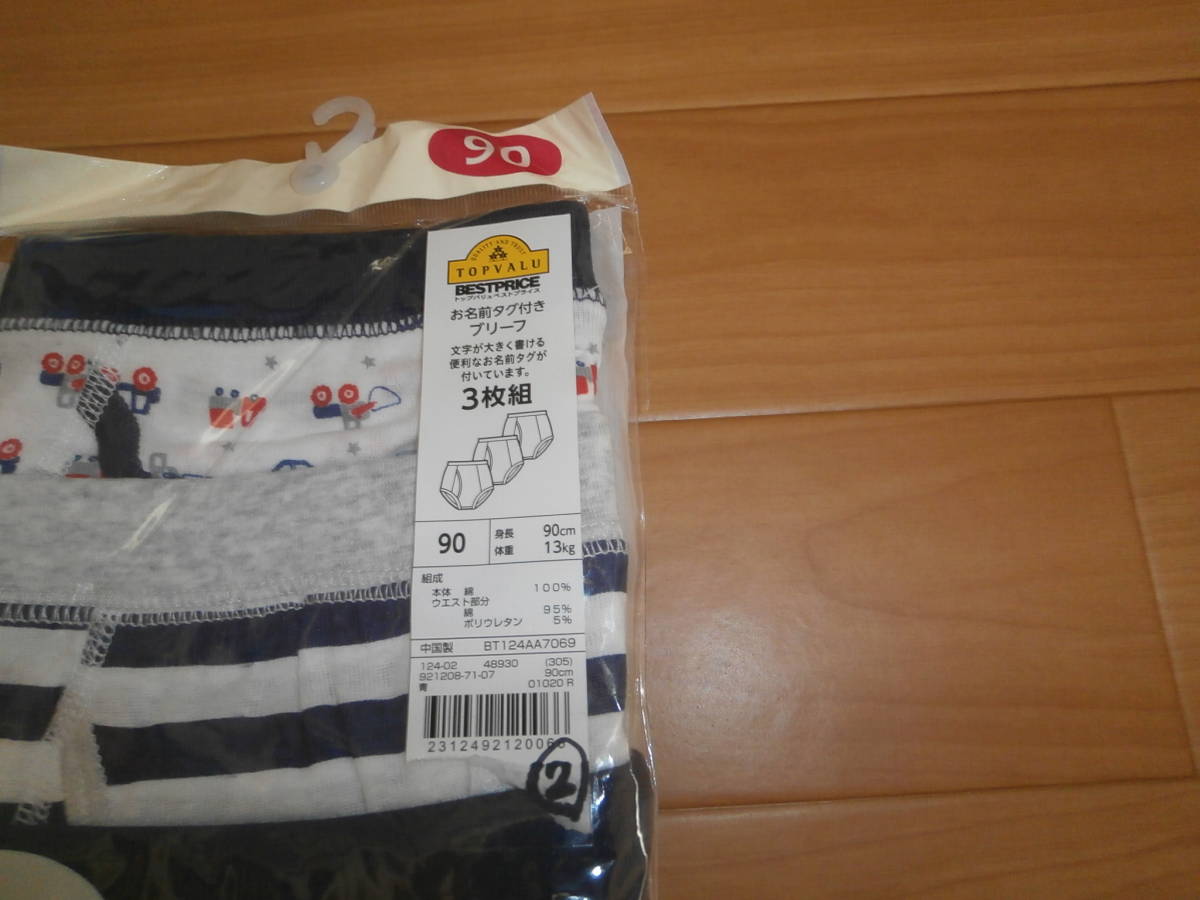 90
QUALITY AND TRUST
TOPVALU
BESTPRICE
トップバリュベストプライス
お名前タグ付き
ブリーフ
文字が大きく書ける
便利なお名前タグが
付いています。
3枚組
90 身長 90cm
体重 13kg
組成
本体 綿 100%
ウエスト部分
綿 95%
ポリウレタン 5%
中国製 BT124AA7069
124-02 48930 (305)
921208-71-07 90cm
青 01020 R
2